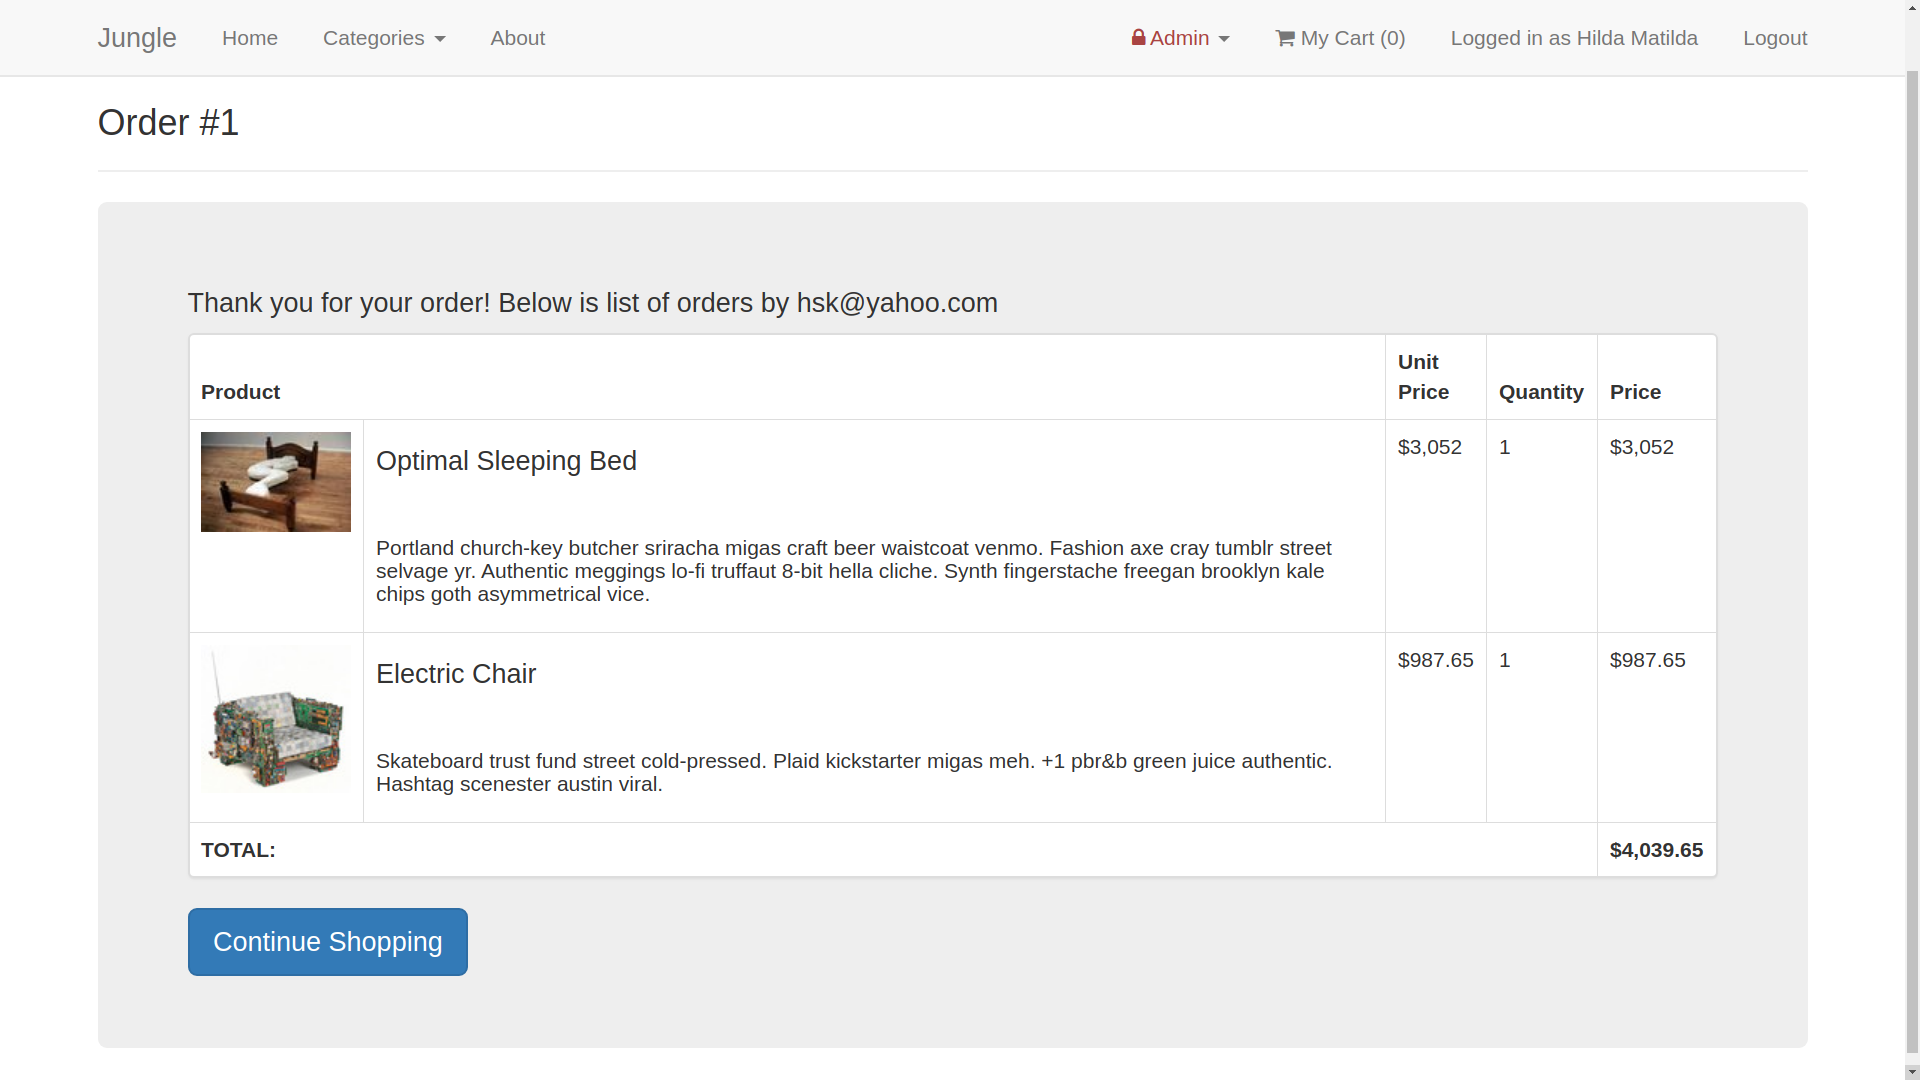 Jungle Home Categories About Admin My Cart (0) Logged in as Hilda Matilda Logout
Order #1
Thank you for your order! Below is list of orders by hsk@yahoo.com
Product Unit Price Quantity Price
Optimal Sleeping Bed $3,052 1 $3,052
Portland church-key butcher sriracha migas craft beer waistcoat venmo. Fashion axe cray tumblr street
selvage yr. Authentic meggings lo-fi truffaut 8-bit hella cliche. Synth fingerstache freegan brooklyn kale
chips goth asymmetrical vice.
Electric Chair $987.65 1 $987.65
Skateboard trust fund street cold-pressed. Plaid kickstarter migas meh. +1 pbr&b green juice authentic.
Hashtag scenester austin viral.
TOTAL: $4,039.65
Continue Shopping